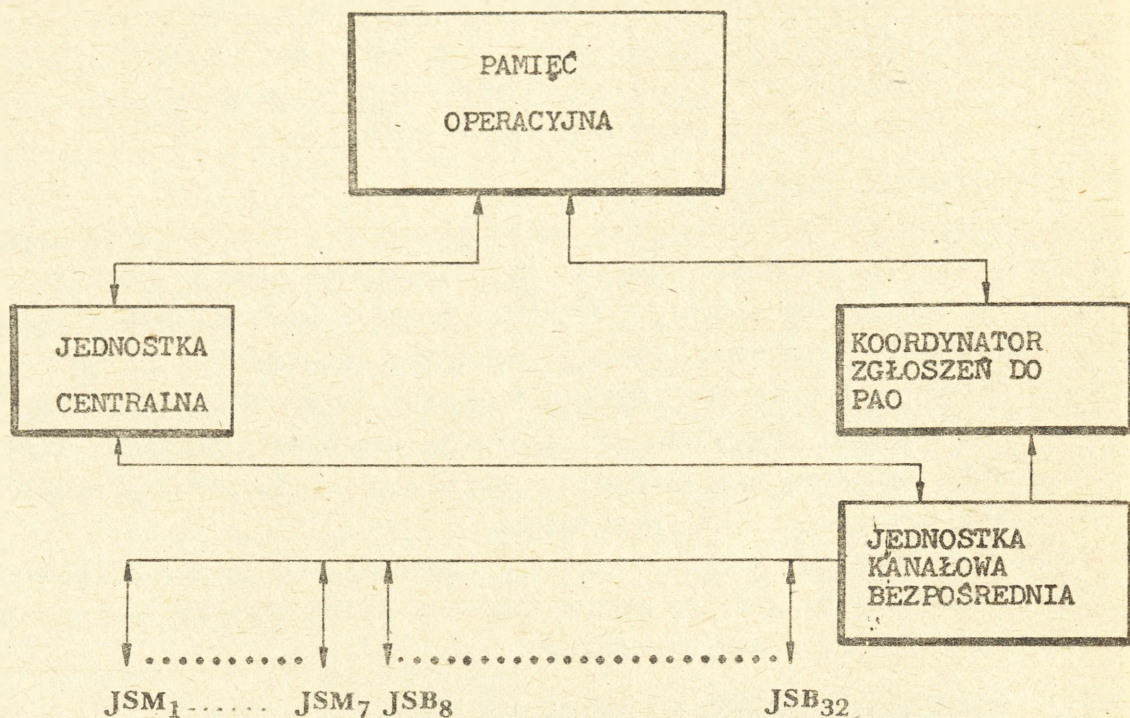 PAMIĘĆ
OPERACYJNA
JEDNOSTKA
CENTRALNA
KOORDYNATOR
ZGŁOSZEŃ DO
PAO
JEDNOSTKA
KANAŁOWA
BEZPOŚREDNIA
JSM₁...... JSM₇ JSB₈ JSB₃₂